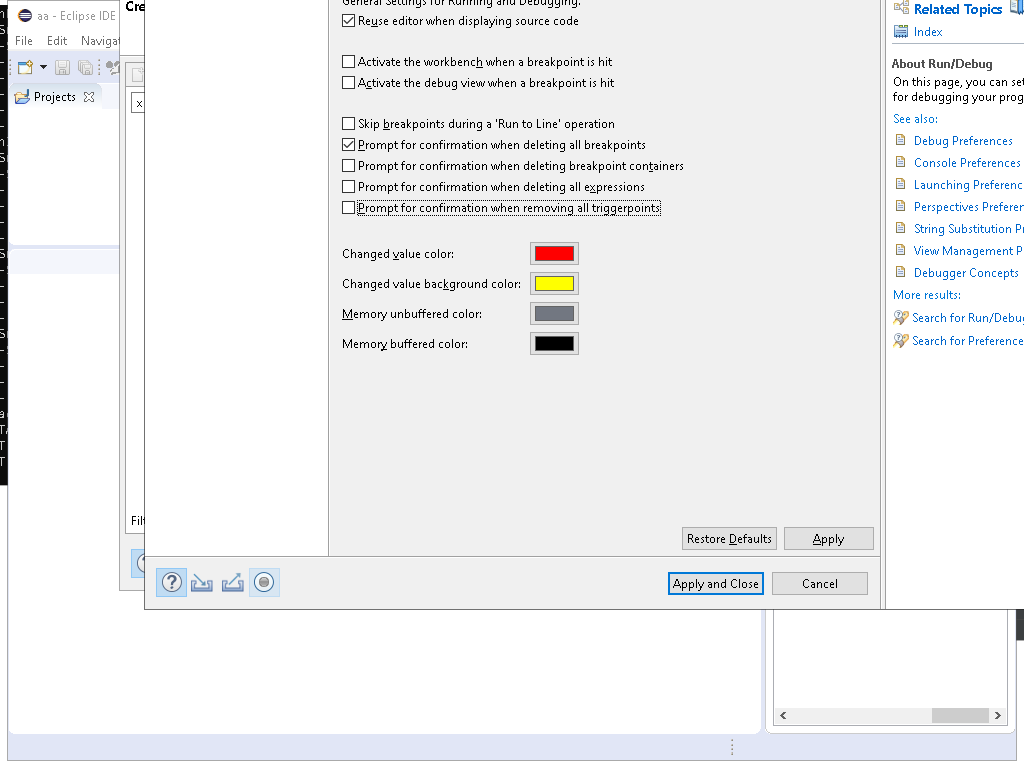 aa - Eclipse IDE
File Edit Navigat
Projects
Cre
x
Filt
General Settings for Running and Debugging.
Reuse editor when displaying source code
Activate the workbench when a breakpoint is hit
Activate the debug view when a breakpoint is hit
Skip breakpoints during a 'Run to Line' operation
Prompt for confirmation when deleting all breakpoints
Prompt for confirmation when deleting breakpoint containers
Prompt for confirmation when deleting all expressions
Prompt for confirmation when removing all triggerpoints
Changed value color:
Changed value background color:
Memory unbuffered color:
Memory buffered color:
Restore Defaults
Apply
Apply and Close
Cancel
Related Topics
Index
About Run/Debug
On this page, you can set
for debugging your prog
See also:
Debug Preferences
Console Preferences
Launching Preferenc
Perspectives Preferen
String Substitution Pr
View Management P
Debugger Concepts
More results:
Search for Run/Debug
Search for Preference